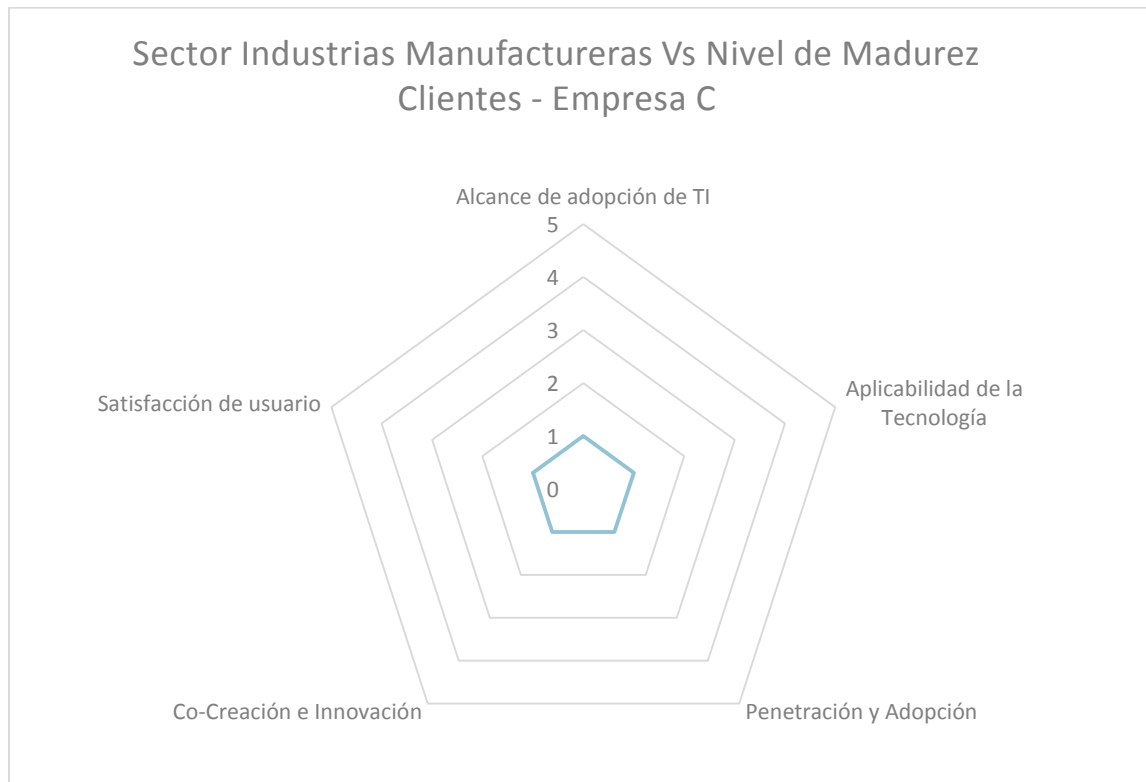 Sector Industrias Manufactureras Vs Nivel de Madurez
Clientes - Empresa C
Alcance de adopción de TI
5
4
3
2
1
0
Aplicabilidad de la
Tecnología
Satisfacción de usuario
Co-Creación e Innovación
Penetración y Adopción